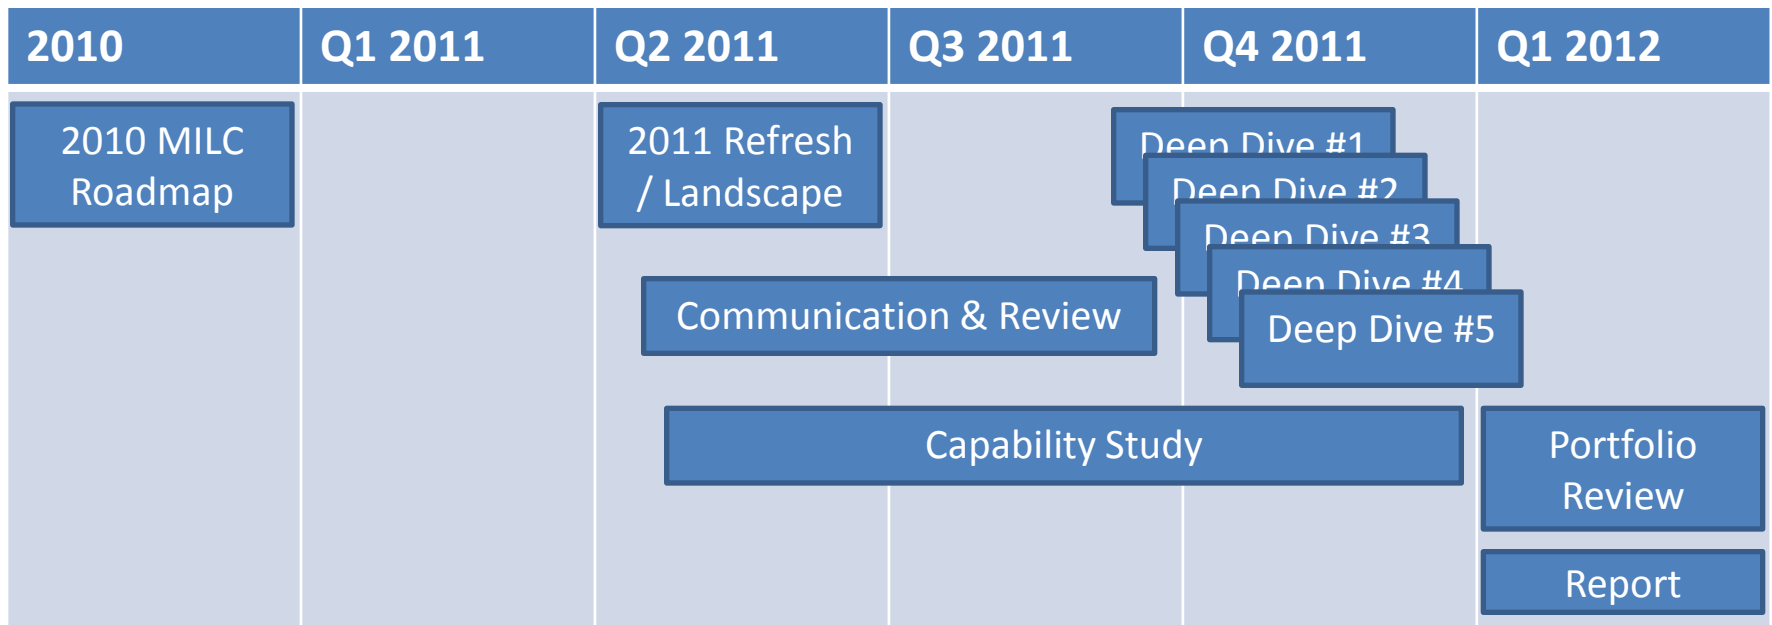 2010
Q1 2011
Q2 2011
Q3 2011
Q4 2011
Q1 2012
2010 MILC
Roadmap
2011 Refresh
/ Landscape
Deep Dive #1
Deep Dive #2
Deep Dive #3
Deep Dive #4
Deep Dive #5
Communication & Review
Capability Study
Portfolio
Review
Report